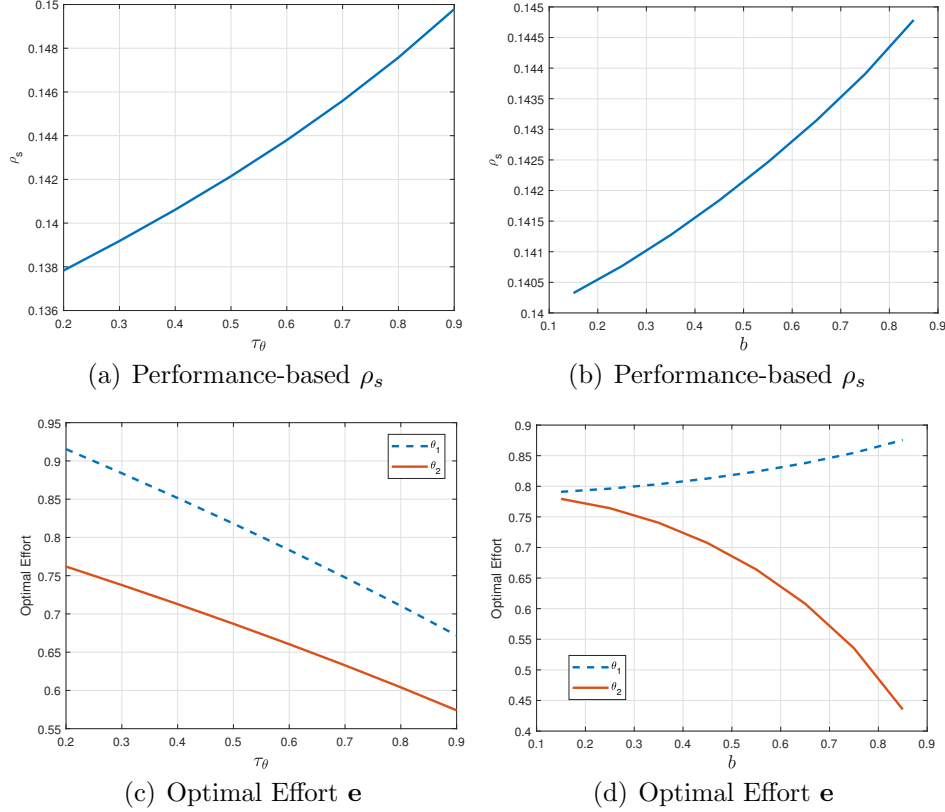 0.15
0.148
0.146
0.144
0.142
0.14
0.138
0.136
ρs
0.2 0.3 0.4 0.5 0.6 0.7 0.8 0.9
τθ
(a) Performance-based ρs
0.145
0.1445
0.144
0.1435
0.143
0.1425
0.142
0.1415
0.141
0.1405
0.14
ρs
0.1 0.2 0.3 0.4 0.5 0.6 0.7 0.8 0.9
b
(b) Performance-based ρs
0.95
0.9
0.85
0.8
0.75
0.7
0.65
0.6
0.55
Optimal Effort
θ1
θ2
0.2 0.3 0.4 0.5 0.6 0.7 0.8 0.9
τθ
(c) Optimal Effort e
0.9
0.85
0.8
0.75
0.7
0.65
0.6
0.55
0.5
0.45
0.4
Optimal Effort
θ1
θ2
0.1 0.2 0.3 0.4 0.5 0.6 0.7 0.8 0.9
b
(d) Optimal Effort e